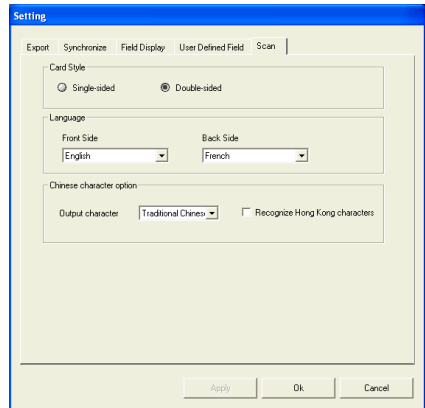 Setting
Export Synchronize Field Display User Defined Field Scan
Card Style
Single-sided Double-sided
Language
Front Side Back Side
English French
Chinese character option
Output character Traditional Chines Recognize Hong Kong characters
Apply Ok Cancel